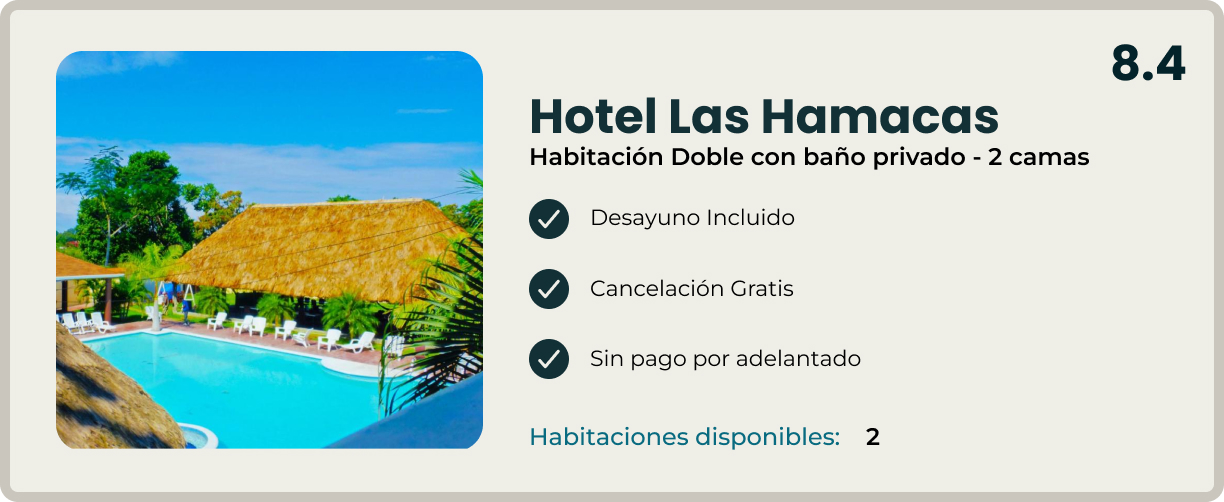 8.4
Hotel Las Hamacas
Habitación Doble con baño privado - 2 camas
Desayuno Incluido
Cancelación Gratis
Sin pago por adelantado
Habitaciones disponibles: 2